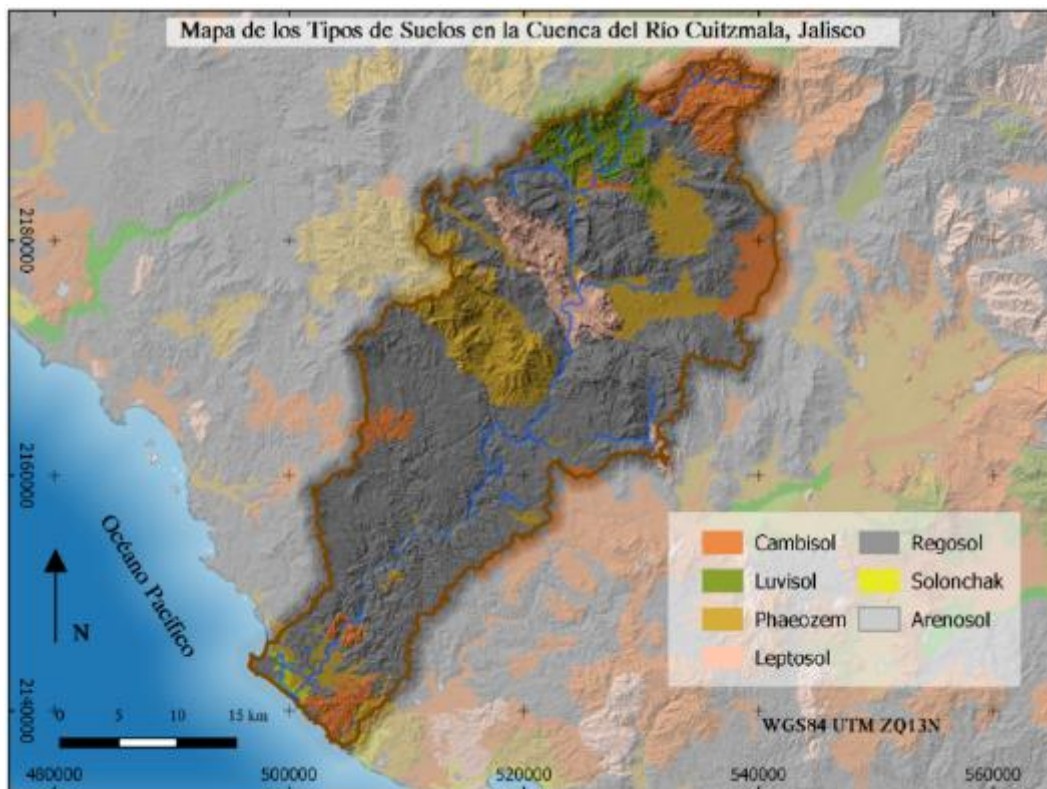 Mapa de los Tipos de Suelos en la Cuenca del Río Cuitzmala, Jalisco
2180000
2160000
2140000
Océano Pacífico
N
0 5 10 15 km
Cambisol
Luvisol
Phaeozem
Leptosol
Regosol
Solonchak
Arenosol
WGS84 UTM ZQ13N
480000 500000 520000 540000 560000